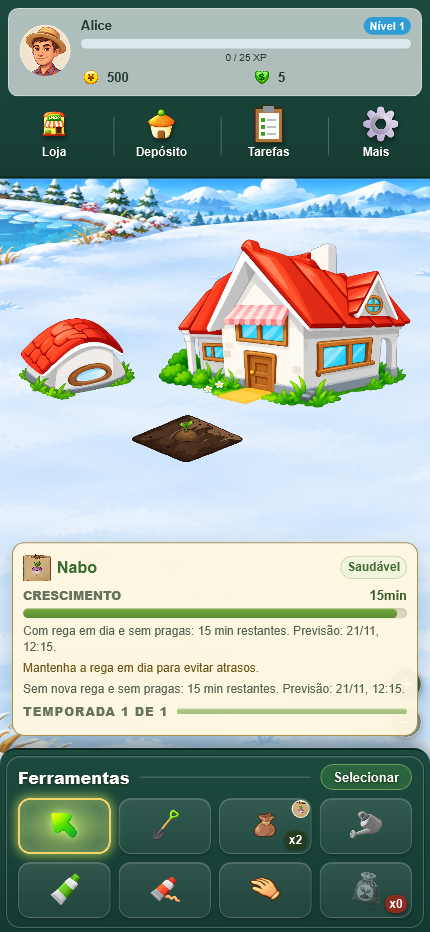 Alice
Nível 1
0 / 25 XP
500
5
Loja
Depósito
Tarefas
Mais
Nabo
Saudável
CRESCIMENTO
15min
Com rega em dia e sem pragas: 15 min restantes. Previsão: 21/11,
12:15.
Mantenha a rega em dia para evitar atrasos.
Sem nova rega e sem pragas: 15 min restantes. Previsão: 21/11, 12:15.
TEMPORADA 1 DE 1
Ferramentas
Selecionar
x2
x0